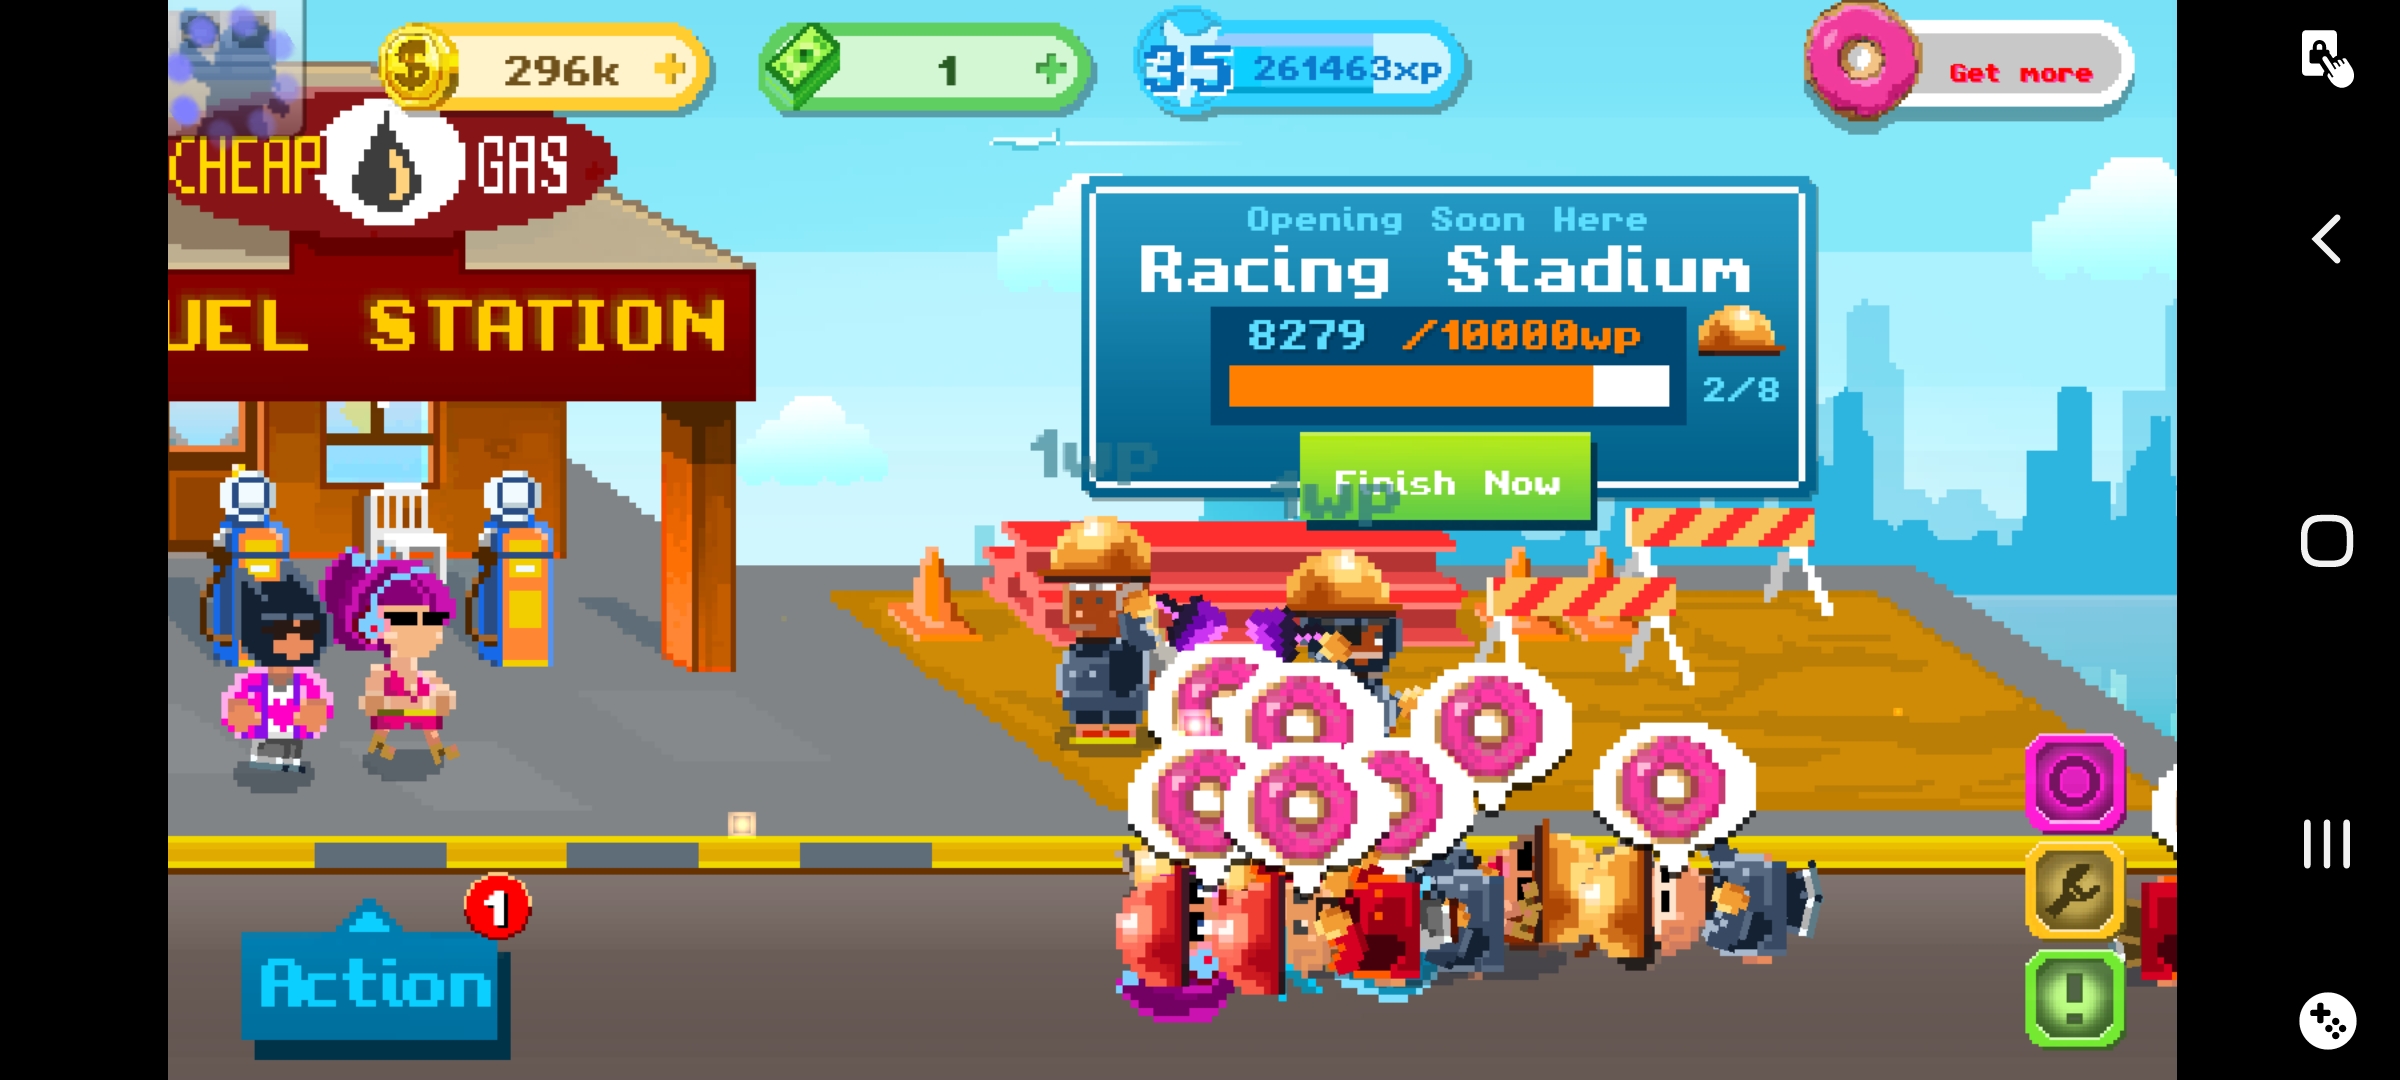 296k
1
35 261463xp
Get more
CHEAP GAS
UEL STATION
Opening Soon Here
Racing Stadium
8279 /10000wp
2/8
1wp
Finish Now
1wp
1
Action